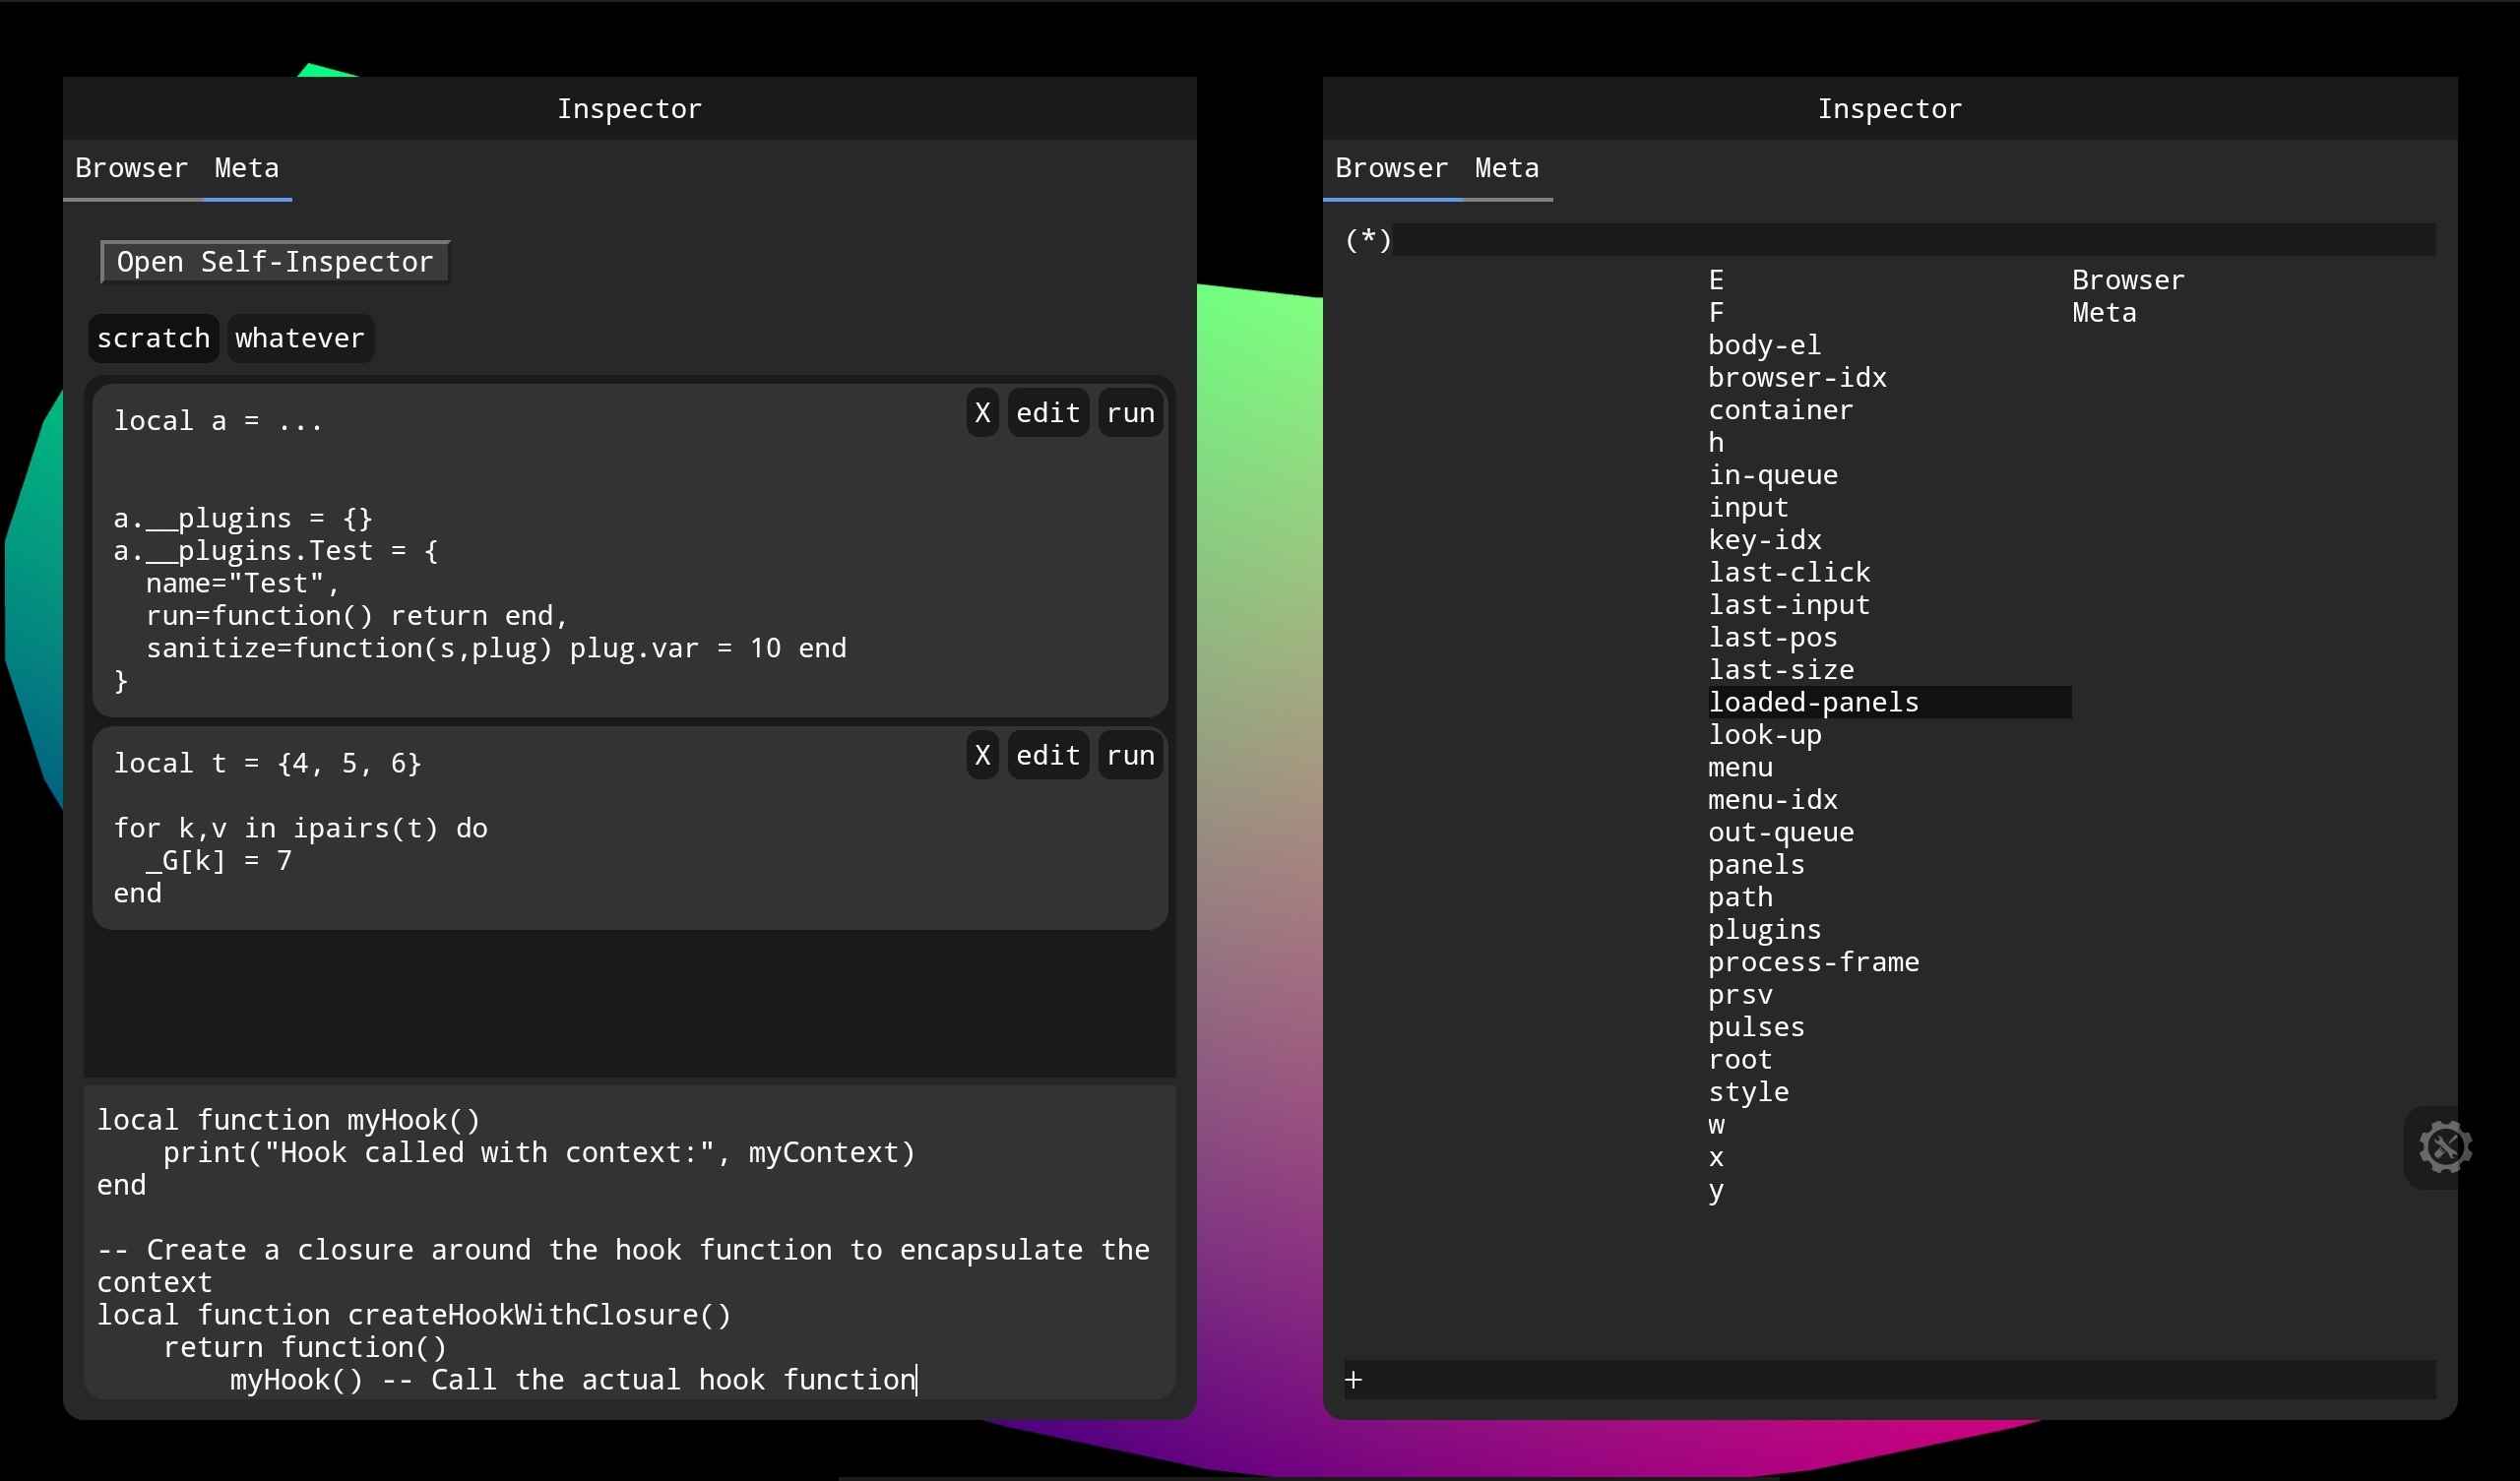 Inspector
Browser Meta
Open Self-Inspector
scratch whatever
X edit run
local a = ...
a.__plugins = {}
a.__plugins.Test = {
  name="Test",
  run=function() return end,
  sanitize=function(s,plug) plug.var = 10 end
}
X edit run
local t = {4, 5, 6}
for k,v in ipairs(t) do
  _G[k] = 7
end
local function myHook()
    print("Hook called with context:", myContext)
end
-- Create a closure around the hook function to encapsulate the
context
local function createHookWithClosure()
    return function()
        myHook() -- Call the actual hook function
Inspector
Browser Meta
(*)
E
F
body-el
browser-idx
container
h
in-queue
input
key-idx
last-click
last-input
last-pos
last-size
loaded-panels
look-up
menu
menu-idx
out-queue
panels
path
plugins
process-frame
prsv
pulses
root
style
w
x
y
Browser
Meta
+